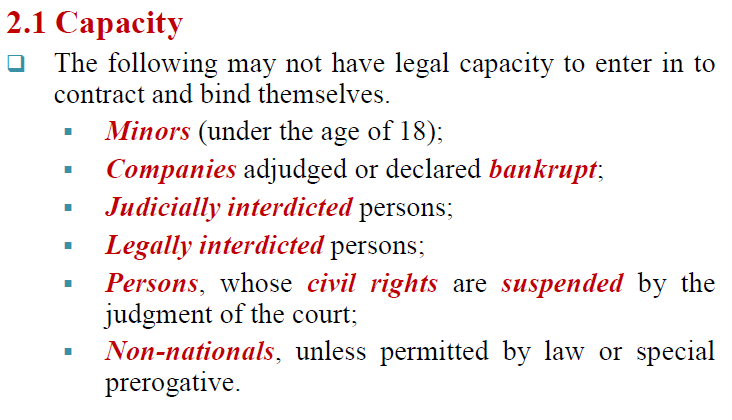 2.1 Capacity
❑ The following may not have legal capacity to enter in to
contract and bind themselves.
▪ Minors (under the age of 18);
▪ Companies adjudged or declared bankrupt;
▪ Judicially interdicted persons;
▪ Legally interdicted persons;
▪ Persons, whose civil rights are suspended by the
judgment of the court;
▪ Non-nationals, unless permitted by law or special
prerogative.